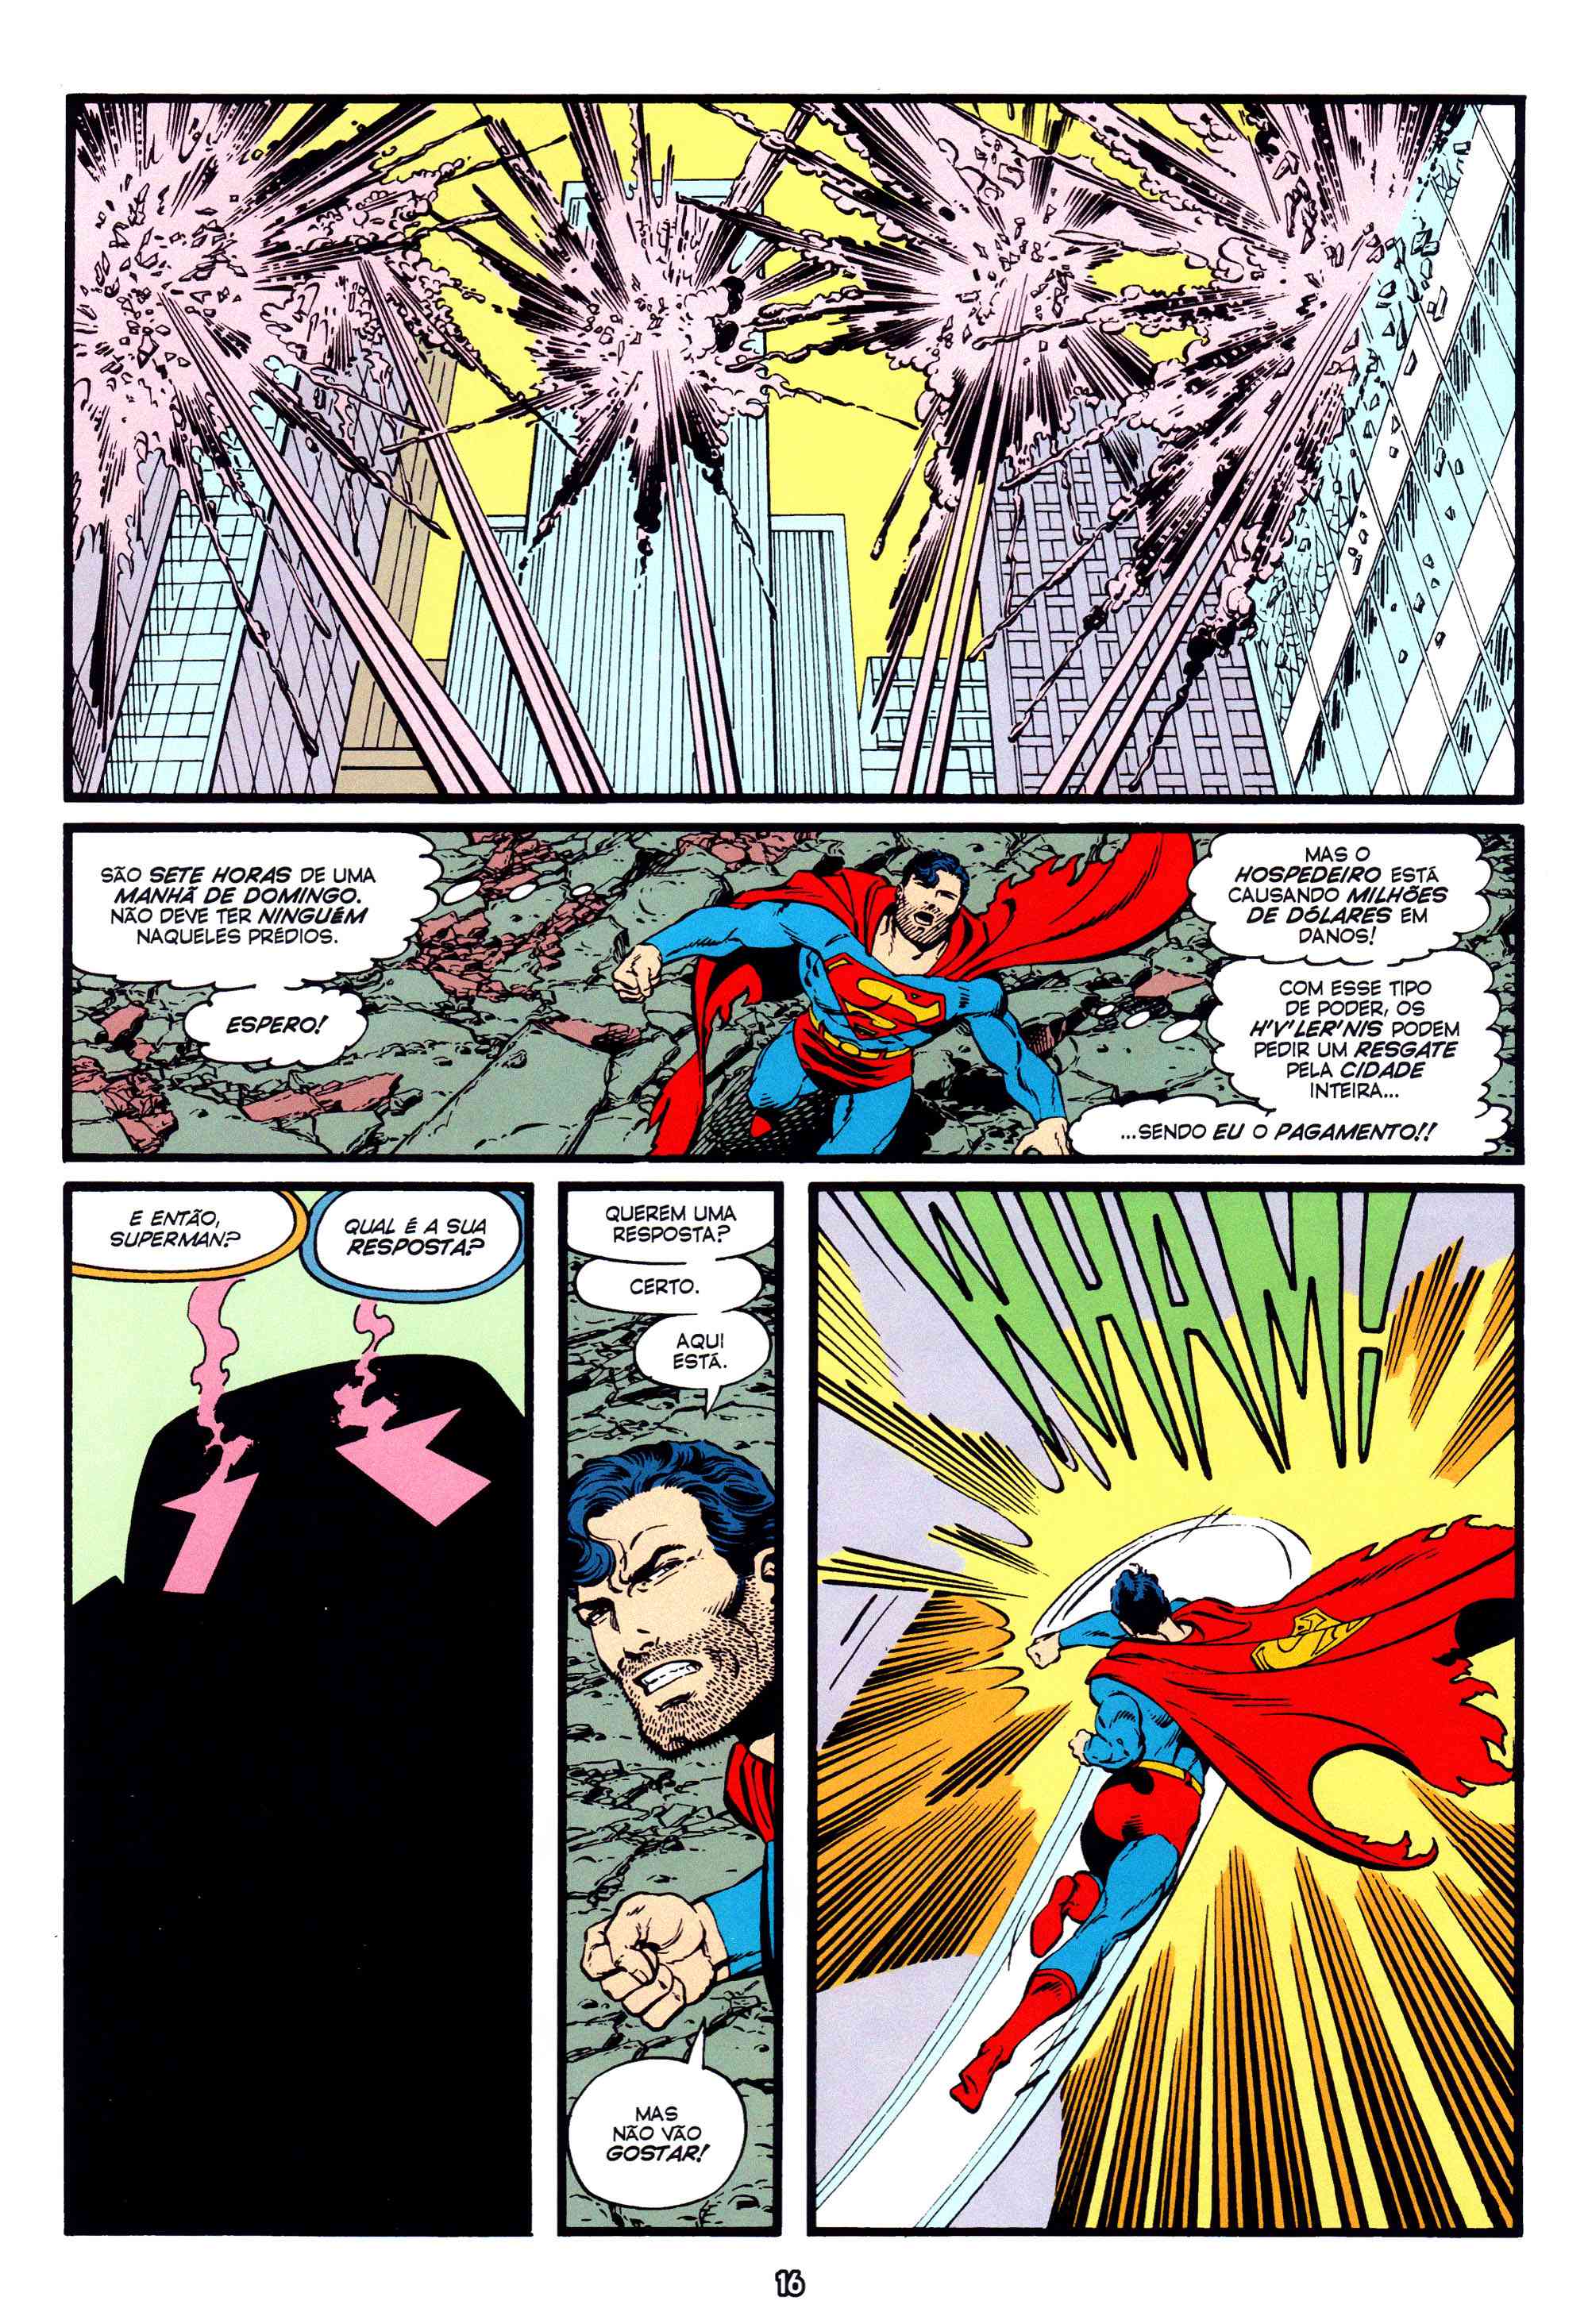 SÃO SETE HORAS DE UMA
MANHÃ DE DOMINGO.
NÃO DEVE TER NINGUÉM
NAQUELES PRÉDIOS.
ESPERO!
MAS O
HOSPEDEIRO ESTÁ
CAUSANDO MILHÕES
DE DÓLARES EM
DANOS!
COM ESSE TIPO
DE PODER, OS
H'V'LER'NIS PODEM
PEDIR UM RESGATE
PELA CIDADE
INTEIRA...
...SENDO EU O PAGAMENTO!!
E ENTÃO,
SUPERMAN?
QUAL É A SUA
RESPOSTA?
QUEREM UMA
RESPOSTA?
CERTO.
AQUI
ESTÁ.
MAS
NÃO VÃO
GOSTAR!
WHAM!
16